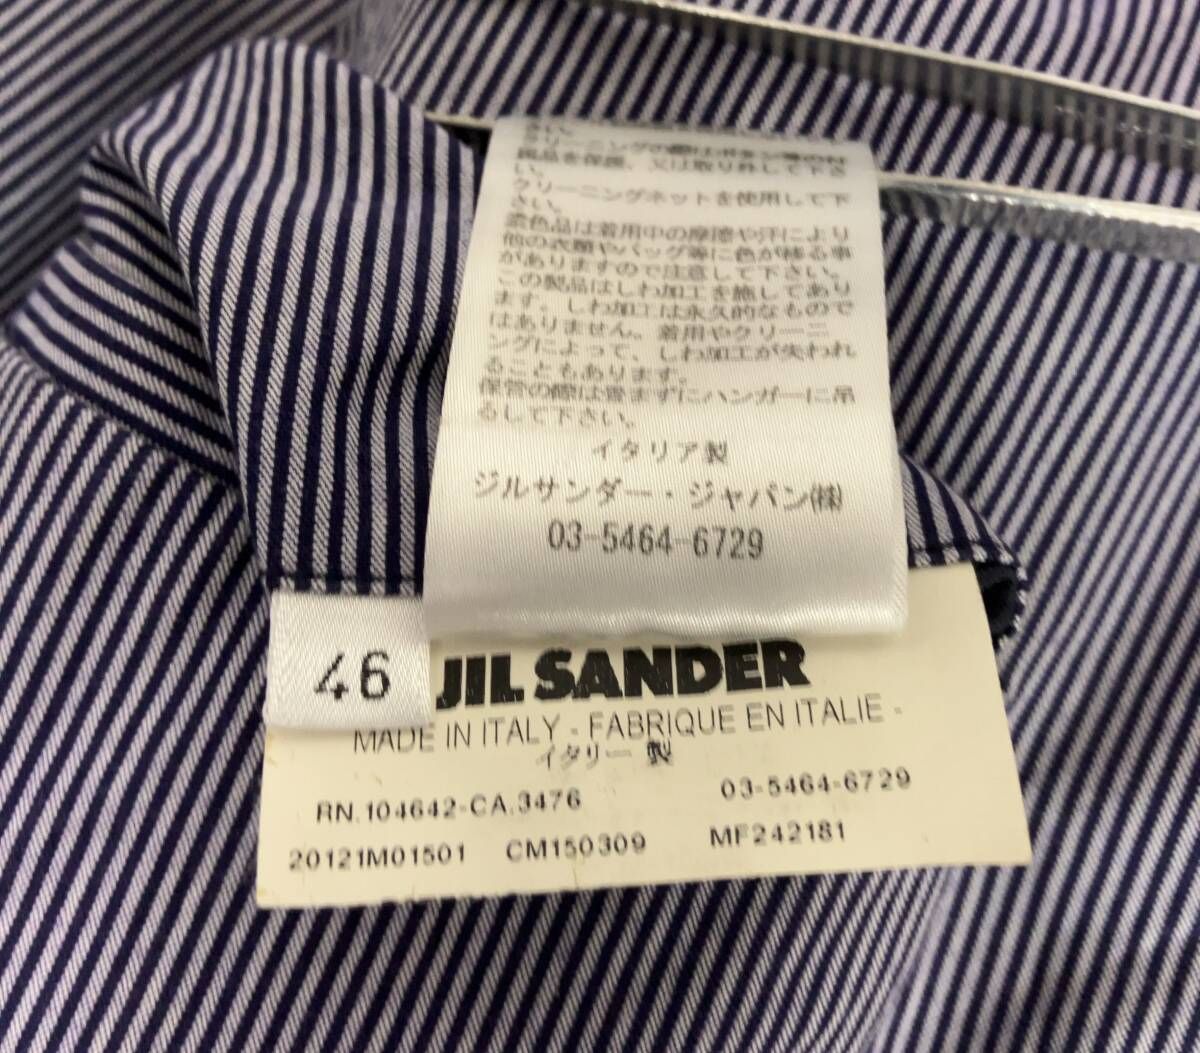 い。
クリーニングの際はボタン等の付
属品を保護、又は取り外して下さ
い。
クリーニングネットを使用して下
さい。
濃色品は着用中の摩擦や汗により
他の衣類やバッグ等に色が移る事
がありますので注意して下さい。
この製品はしわ加工を施してあり
ます。しわ加工は永久的なもので
はありません。着用やクリーニ
ングによって、しわ加工が失われ
ることもあります。
保管の際は畳まずにハンガーに吊
るして下さい。
イタリア製
ジルサンダー・ジャパン㈱
03-5464-6729
46
JIL SANDER
MADE IN ITALY - FABRIQUE EN ITALIE -
イタリー 製
RN.104642-CA.3476 03-5464-6729
20121M01501 CM150309 MF242181